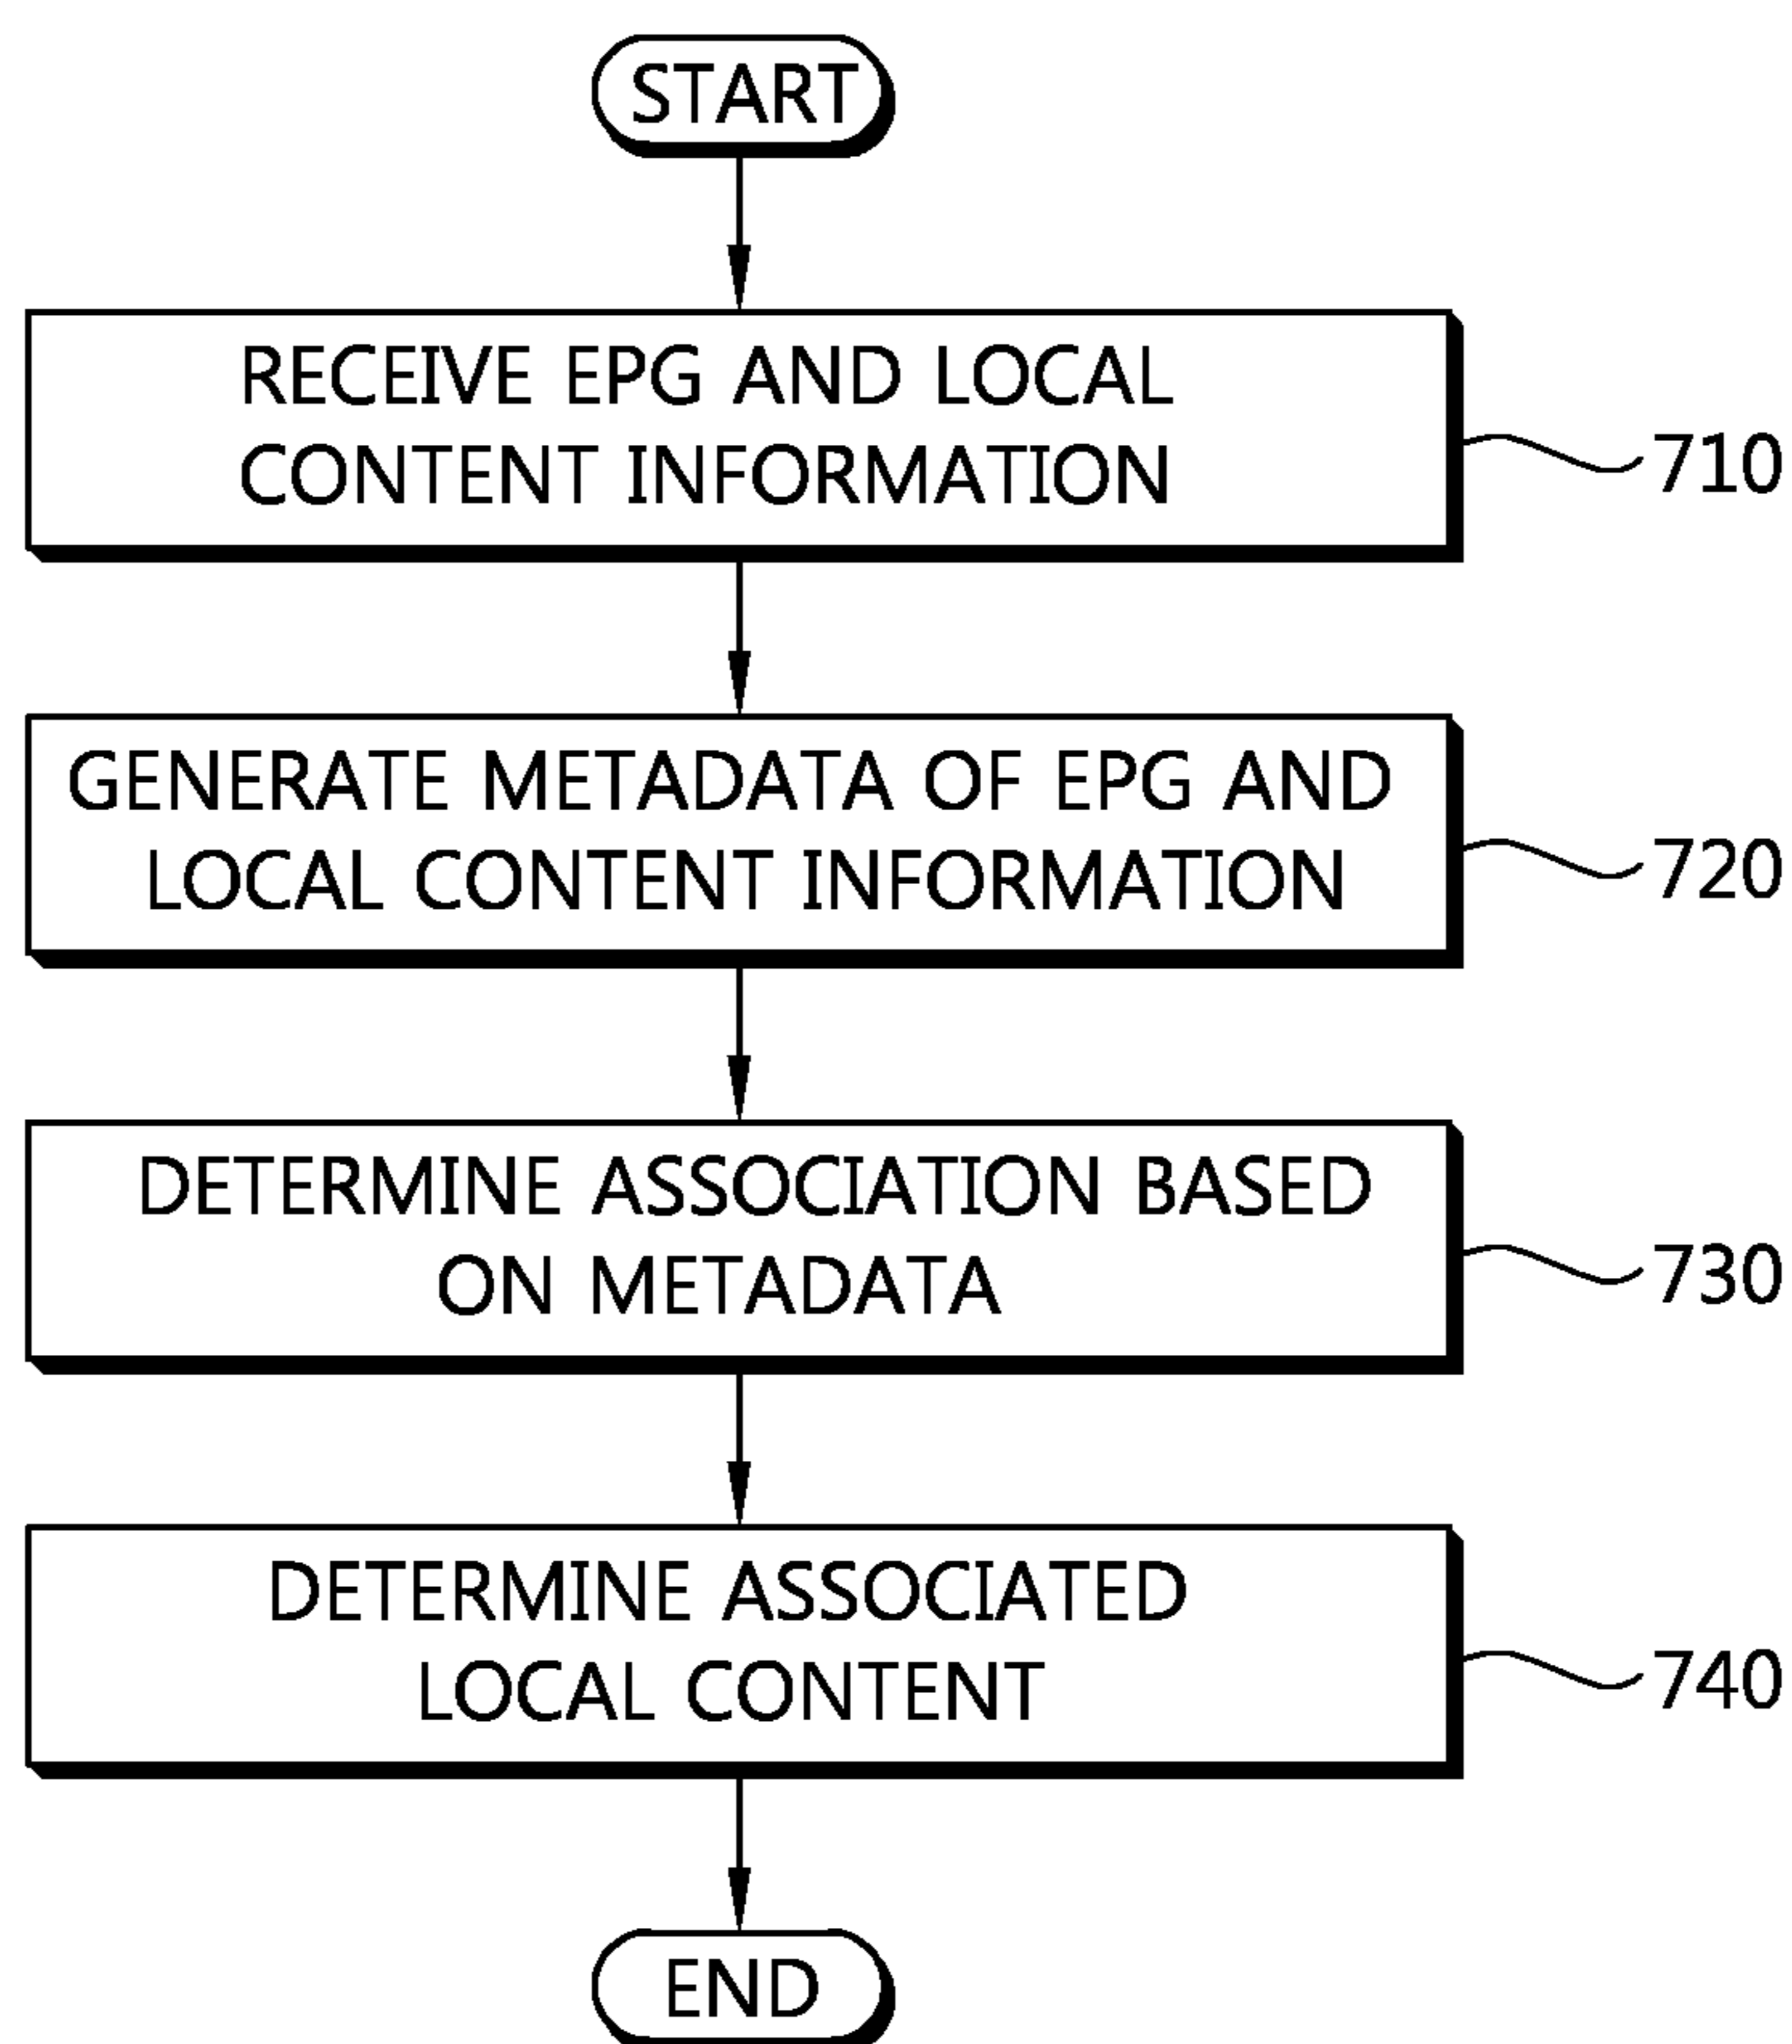 START
RECEIVE EPG AND LOCAL
CONTENT INFORMATION
710
GENERATE METADATA OF EPG AND
LOCAL CONTENT INFORMATION
720
DETERMINE ASSOCIATION BASED
ON METADATA
730
DETERMINE ASSOCIATED
LOCAL CONTENT
740
END